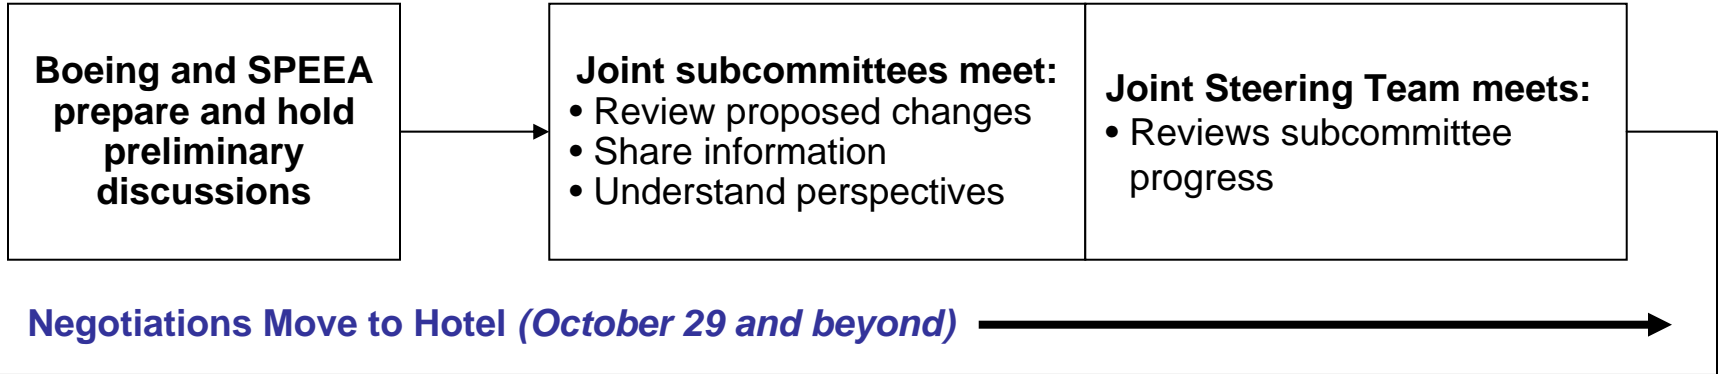 Boeing and SPEEA
prepare and hold
preliminary
discussions
Joint subcommittees meet:
• Review proposed changes
• Share information
• Understand perspectives
Joint Steering Team meets:
• Reviews subcommittee
progress
Negotiations Move to Hotel (October 29 and beyond)